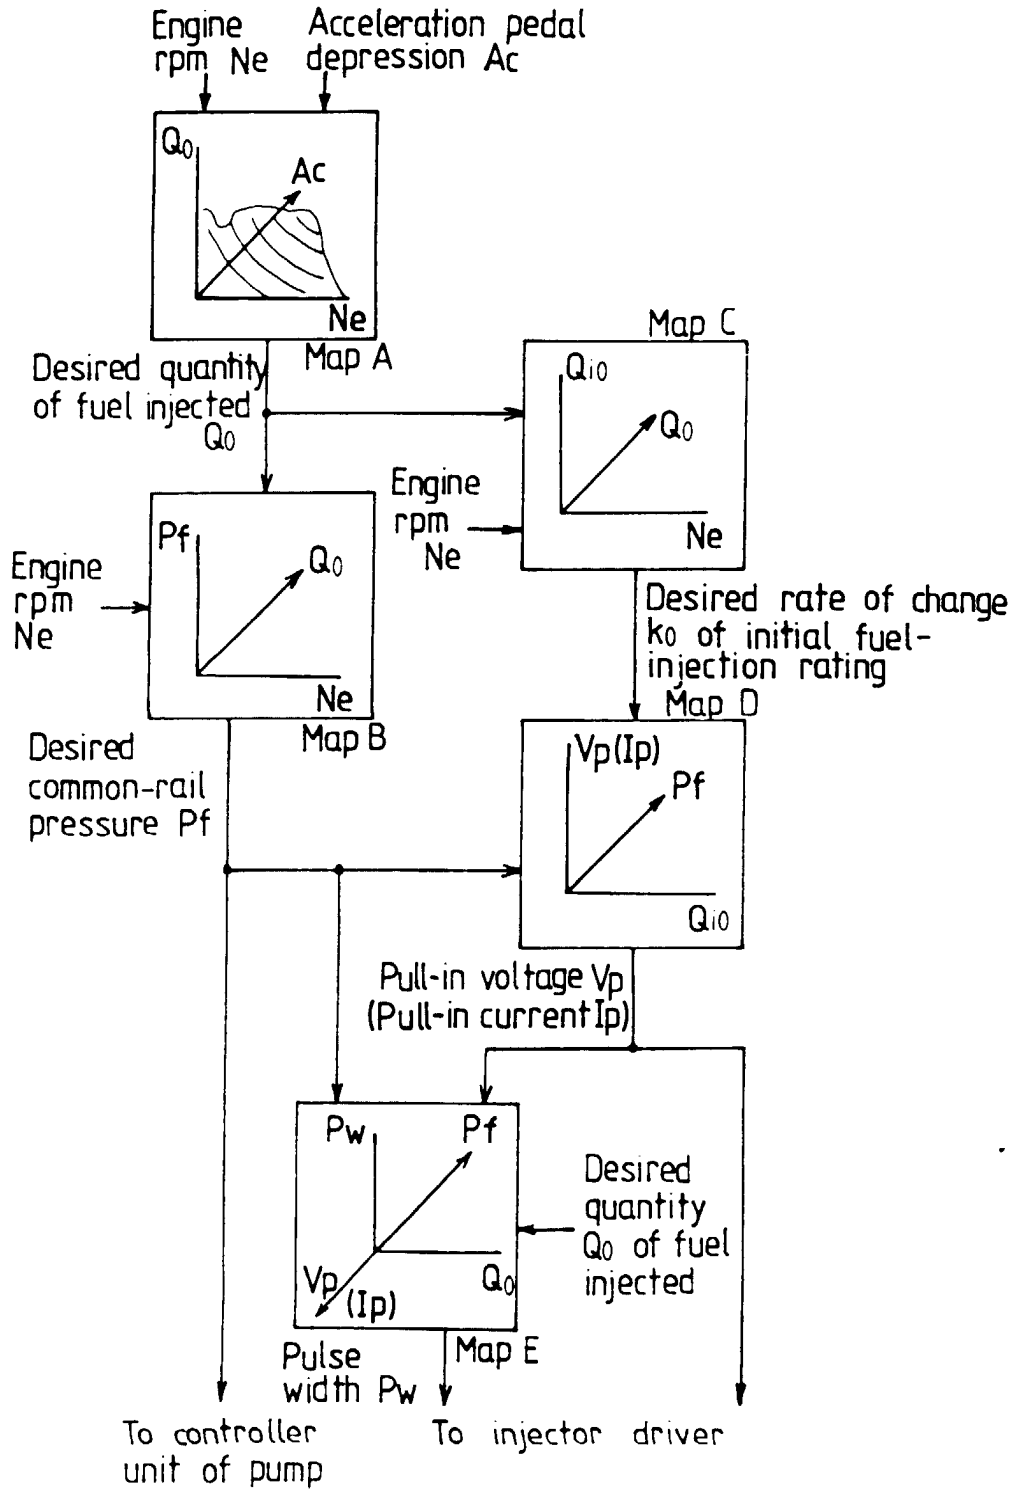 Engine
rpm Ne
Acceleration pedal
depression Ac
Q0
Ac
Ne
Map A
Desired quantity
of fuel injected
Q0
Map C
Qi0
Q0
Ne
Engine
rpm
Ne
Pf
Q0
Ne
Map B
Engine
rpm
Ne
Desired rate of change
k0 of initial fuel-
injection rating
Map D
Desired
common-rail
pressure Pf
Vp(Ip)
Pf
Qi0
Pull-in voltage Vp
(Pull-in current Ip)
Pw
Pf
Q0
Vp
(Ip)
Desired
quantity
Q0 of fuel
injected
Map E
Pulse
width Pw
To controller
unit of pump
To injector driver